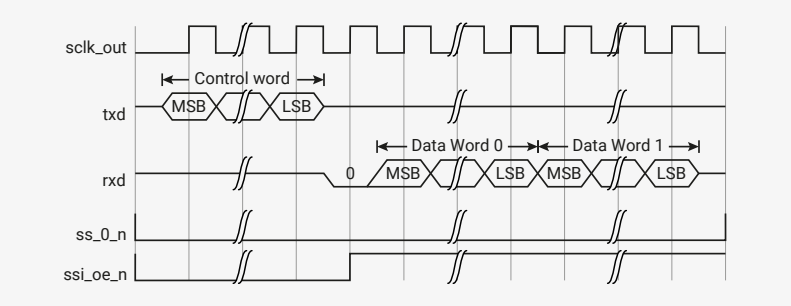 sclk_out
Control word
txd MSB LSB
Data Word 0 Data Word 1
rxd 0 MSB LSB MSB LSB
ss_0_n
ssi_oe_n